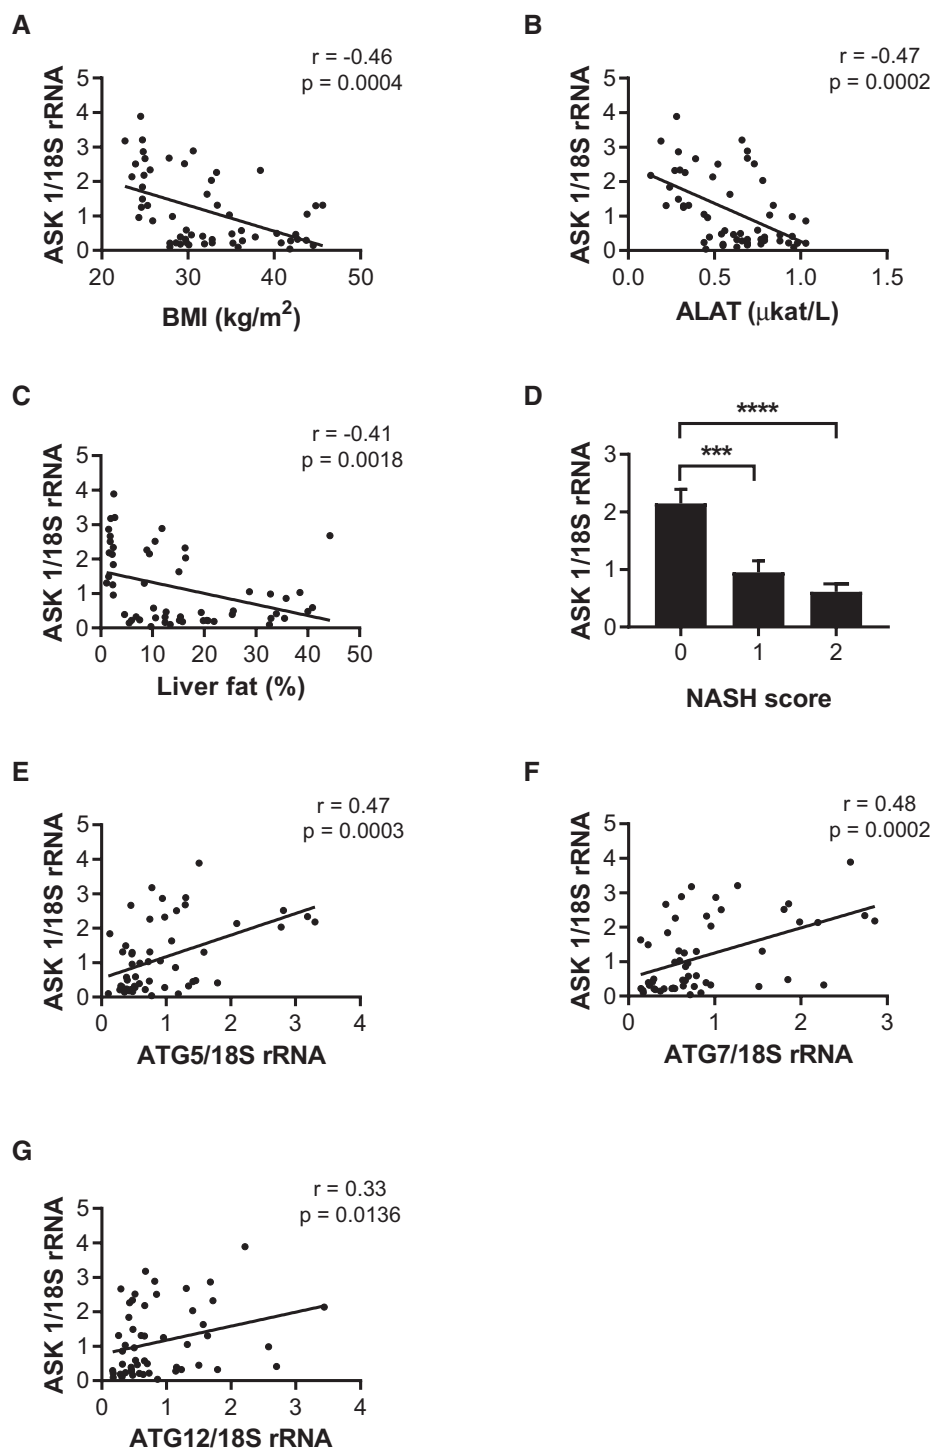 A
r = -0.46
p = 0.0004
ASK 1/18S rRNA
5
4
3
2
1
0
20 30 40 50
BMI (kg/m²)
B
r = -0.47
p = 0.0002
ASK 1/18S rRNA
5
4
3
2
1
0
0.0 0.5 1.0 1.5
ALAT (μkat/L)
C
r = -0.41
p = 0.0018
ASK 1/18S rRNA
5
4
3
2
1
0
0 10 20 30 40 50
Liver fat (%)
D
****
***
ASK 1/18S rRNA
3
2
1
0
0 1 2
NASH score
E
r = 0.47
p = 0.0003
ASK 1/18S rRNA
5
4
3
2
1
0
0 1 2 3 4
ATG5/18S rRNA
F
r = 0.48
p = 0.0002
ASK 1/18S rRNA
5
4
3
2
1
0
0 1 2 3
ATG7/18S rRNA
G
r = 0.33
p = 0.0136
ASK 1/18S rRNA
5
4
3
2
1
0
0 1 2 3 4
ATG12/18S rRNA